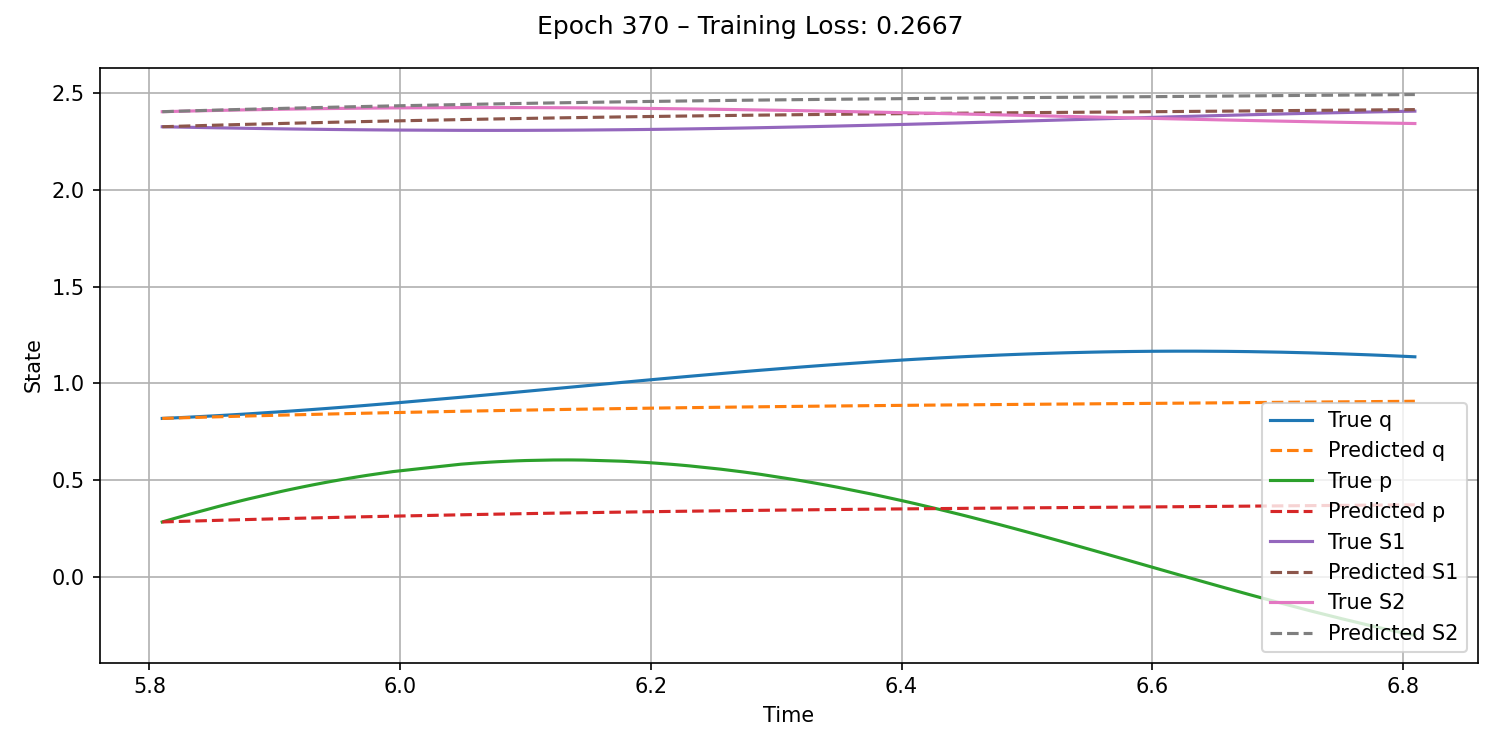 Epoch 370 – Training Loss: 0.2667
2.5
2.0
1.5
1.0
0.5
0.0
State
5.8 6.0 6.2 6.4 6.6 6.8
Time
True q
Predicted q
True p
Predicted p
True S1
Predicted S1
True S2
Predicted S2